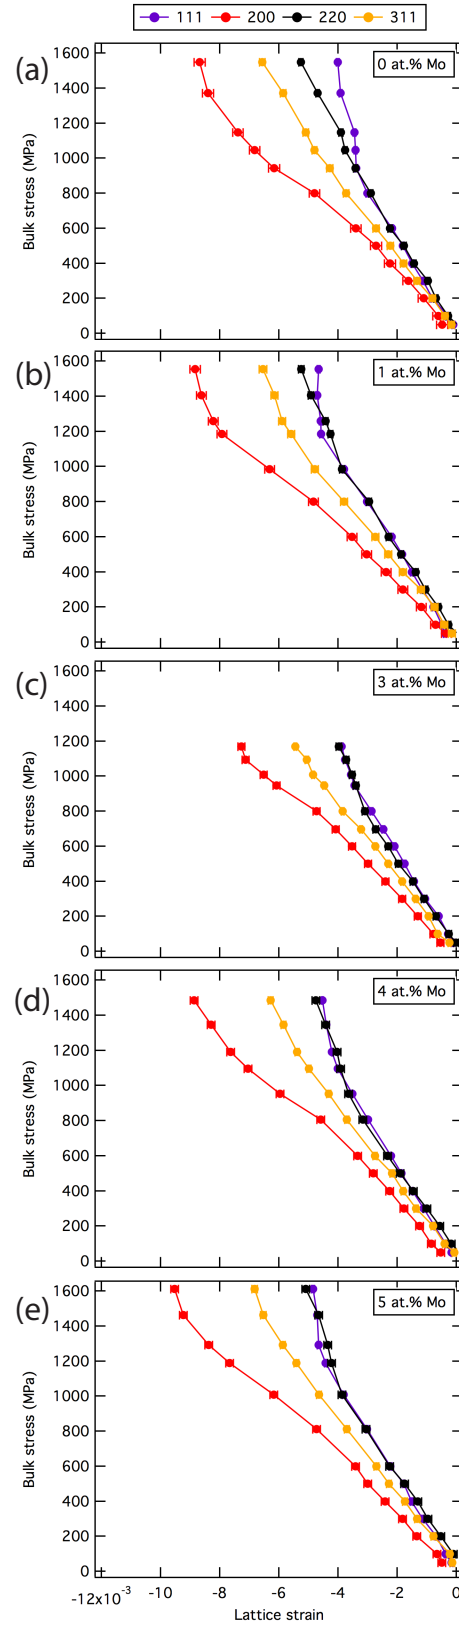 111 200 220 311
(a)
0 at.% Mo
1600
1400
1200
1000
800
600
400
200
0
Bulk stress (MPa)
(b)
1 at.% Mo
1600
1400
1200
1000
800
600
400
200
0
Bulk stress (MPa)
(c)
3 at.% Mo
1600
1400
1200
1000
800
600
400
200
0
Bulk stress (MPa)
(d)
4 at.% Mo
1600
1400
1200
1000
800
600
400
200
0
Bulk stress (MPa)
(e)
5 at.% Mo
1600
1400
1200
1000
800
600
400
200
0
Bulk stress (MPa)
-12x10⁻³ -10 -8 -6 -4 -2 0
Lattice strain